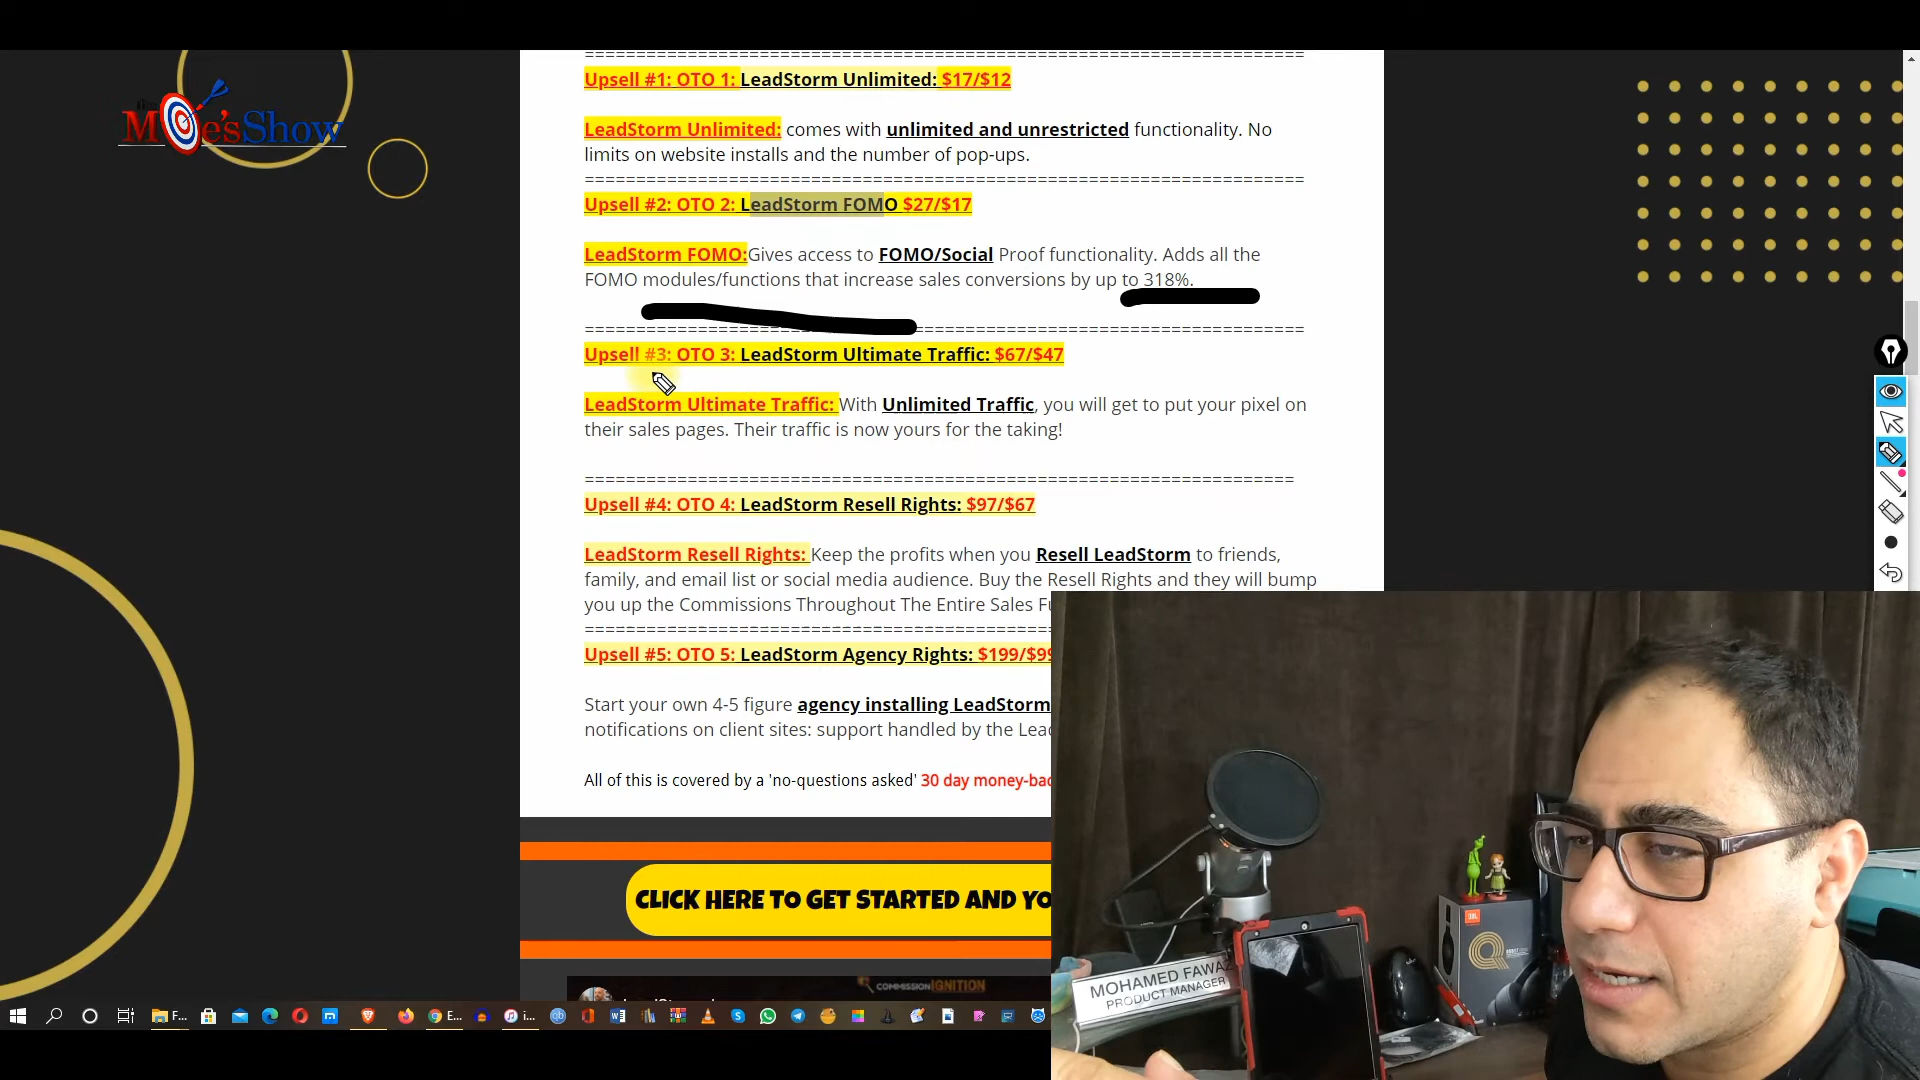 Moe'sShow
Upsell #1: OTO 1: LeadStorm Unlimited: $17/$12
LeadStorm Unlimited: comes with unlimited and unrestricted functionality. No
limits on website installs and the number of pop-ups.
Upsell #2: OTO 2: LeadStorm FOMO $27/$17
LeadStorm FOMO:Gives access to FOMO/Social Proof functionality. Adds all the
FOMO modules/functions that increase sales conversions by up to 318%.
Upsell #3: OTO 3: LeadStorm Ultimate Traffic: $67/$47
LeadStorm Ultimate Traffic: With Unlimited Traffic, you will get to put your pixel on
their sales pages. Their traffic is now yours for the taking!
Upsell #4: OTO 4: LeadStorm Resell Rights: $97/$67
LeadStorm Resell Rights: Keep the profits when you Resell LeadStorm to friends,
family, and email list or social media audience. Buy the Resell Rights and they will bump
you up the Commissions Throughout The Entire Sales
Upsell #5: OTO 5: LeadStorm Agency Rights: $199/$99
Start your own 4-5 figure agency installing LeadStorm
notifications on client sites: support handled by the
All of this is covered by a 'no-questions asked' 30 day
CLICK HERE TO GET STARTED AND
COMMISSIONIGNITION
MOHAMED FAWAZ
PRODUCT MANAGER
JBL
F...
E...
i...